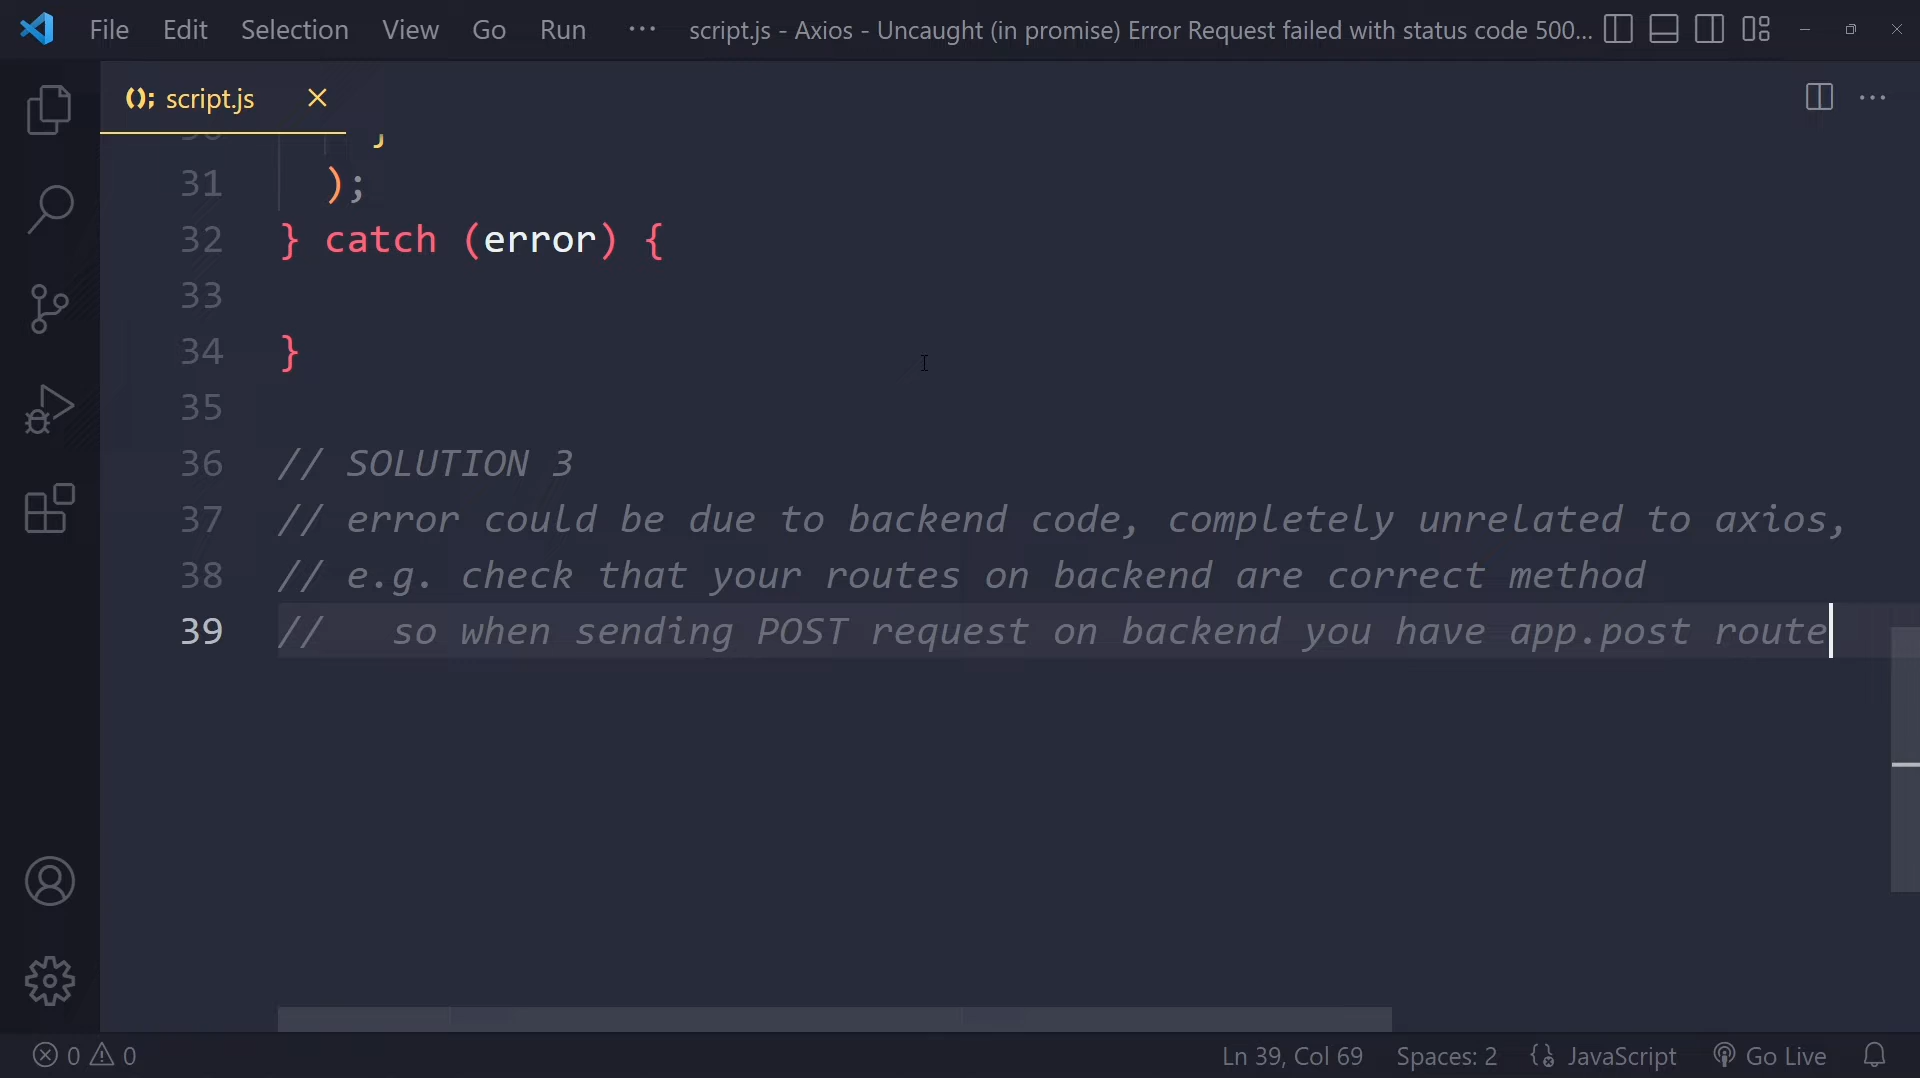 File Edit Selection View Go Run ··· script.js - Axios - Uncaught (in promise) Error Request failed with status code 500...
script.js
31 );
32 } catch (error) {
33
34 }
35
36 // SOLUTION 3
37 // error could be due to backend code, completely unrelated to axios,
38 // e.g. check that your routes on backend are correct method
39 //   so when sending POST request on backend you have app.post route
0 0 Ln 39, Col 69 Spaces: 2 JavaScript Go Live